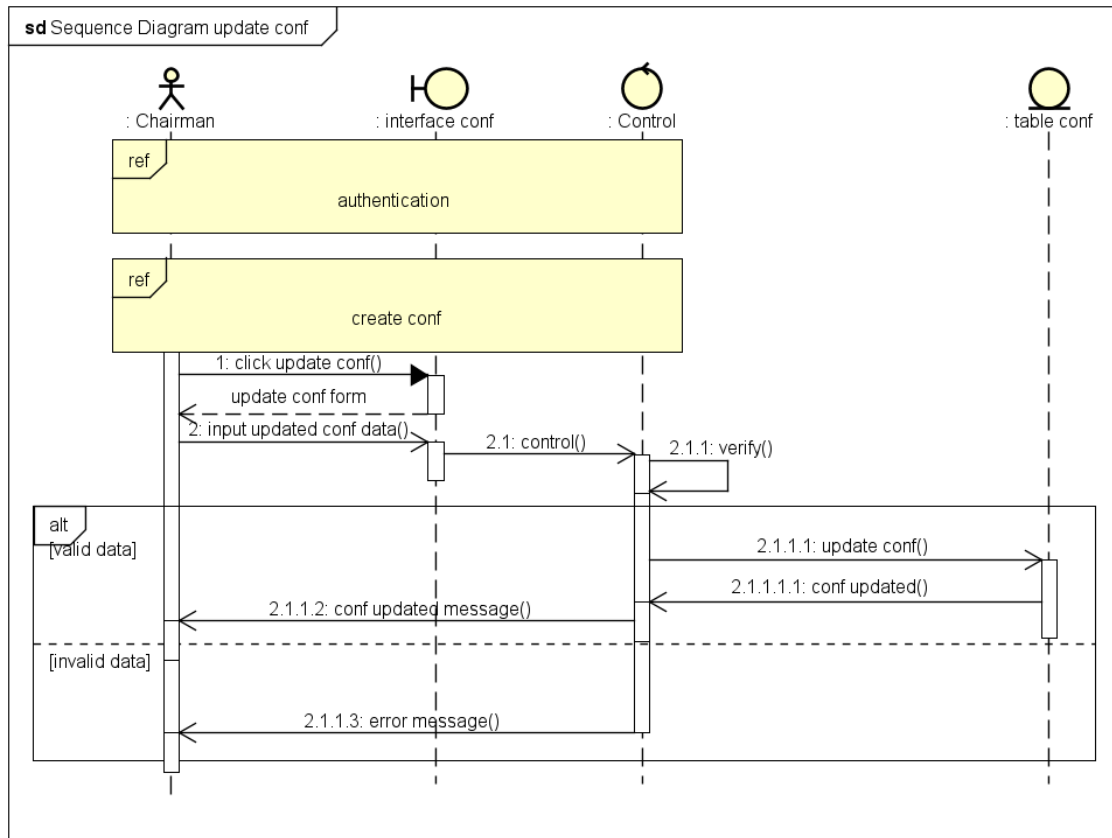 sd Sequence Diagram update conf
: Chairman
: interface conf
: Control
: table conf
ref
authentication
ref
create conf
1: click update conf()
update conf form
2: input updated conf data()
2.1: control()
2.1.1: verify()
alt
[valid data]
2.1.1.1: update conf()
2.1.1.1.1: conf updated()
2.1.1.2: conf updated message()
[invalid data]
2.1.1.3: error message()